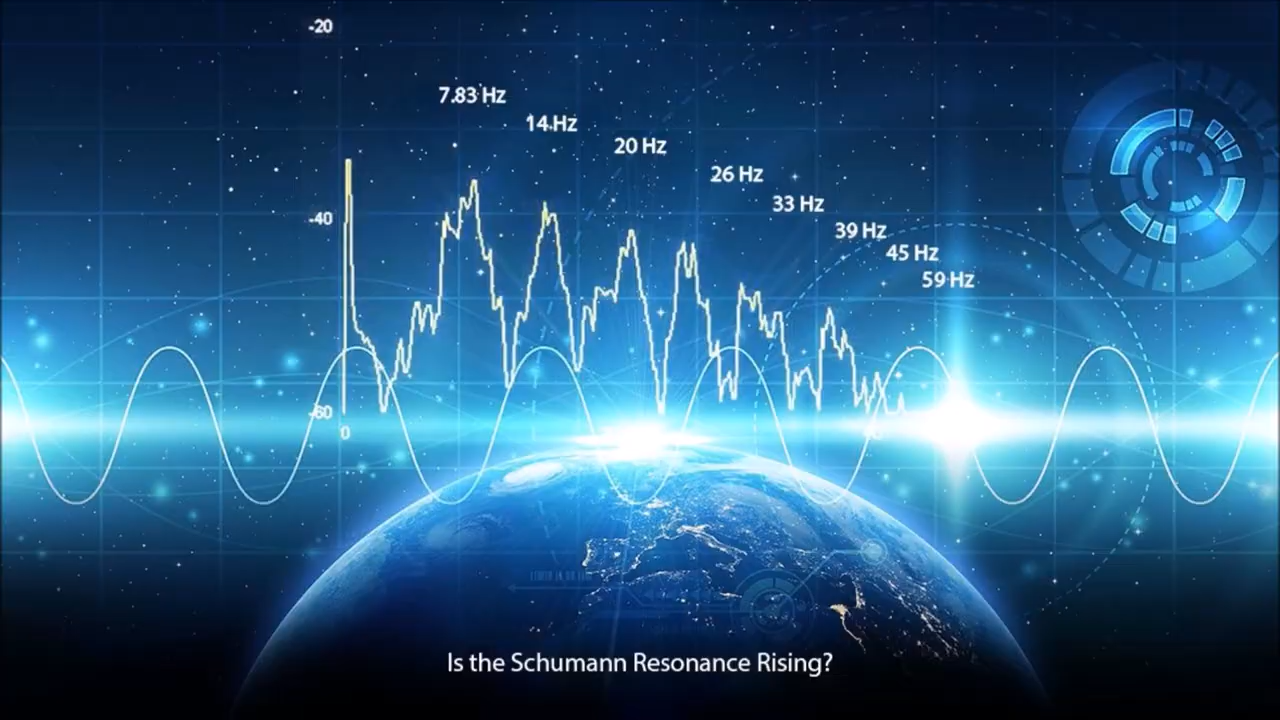 -20
7.83 Hz
14 Hz
20 Hz
26 Hz
-40
33 Hz
39 Hz
45 Hz
59 Hz
-60
0
Is the Schumann Resonance Rising?